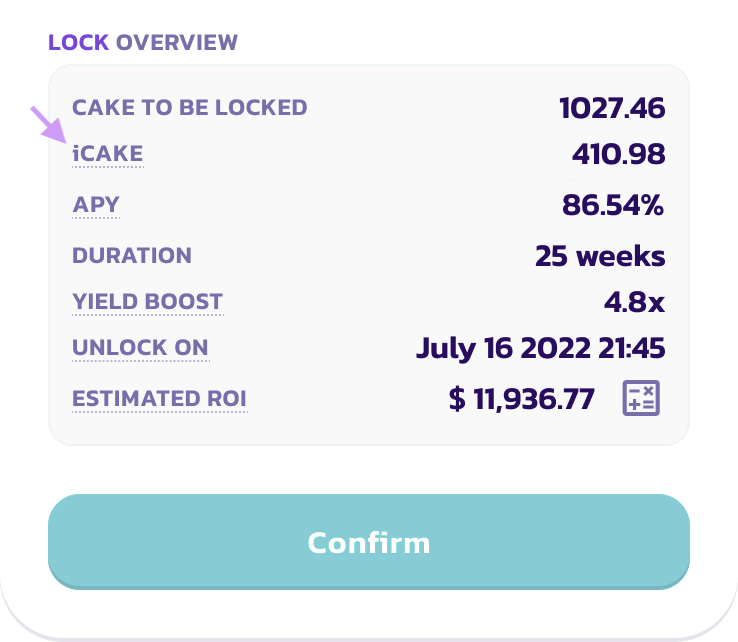 LOCK OVERVIEW
CAKE TO BE LOCKED 1027.46
iCAKE 410.98
APY 86.54%
DURATION 25 weeks
YIELD BOOST 4.8x
UNLOCK ON July 16 2022 21:45
ESTIMATED ROI $ 11,936.77
Confirm